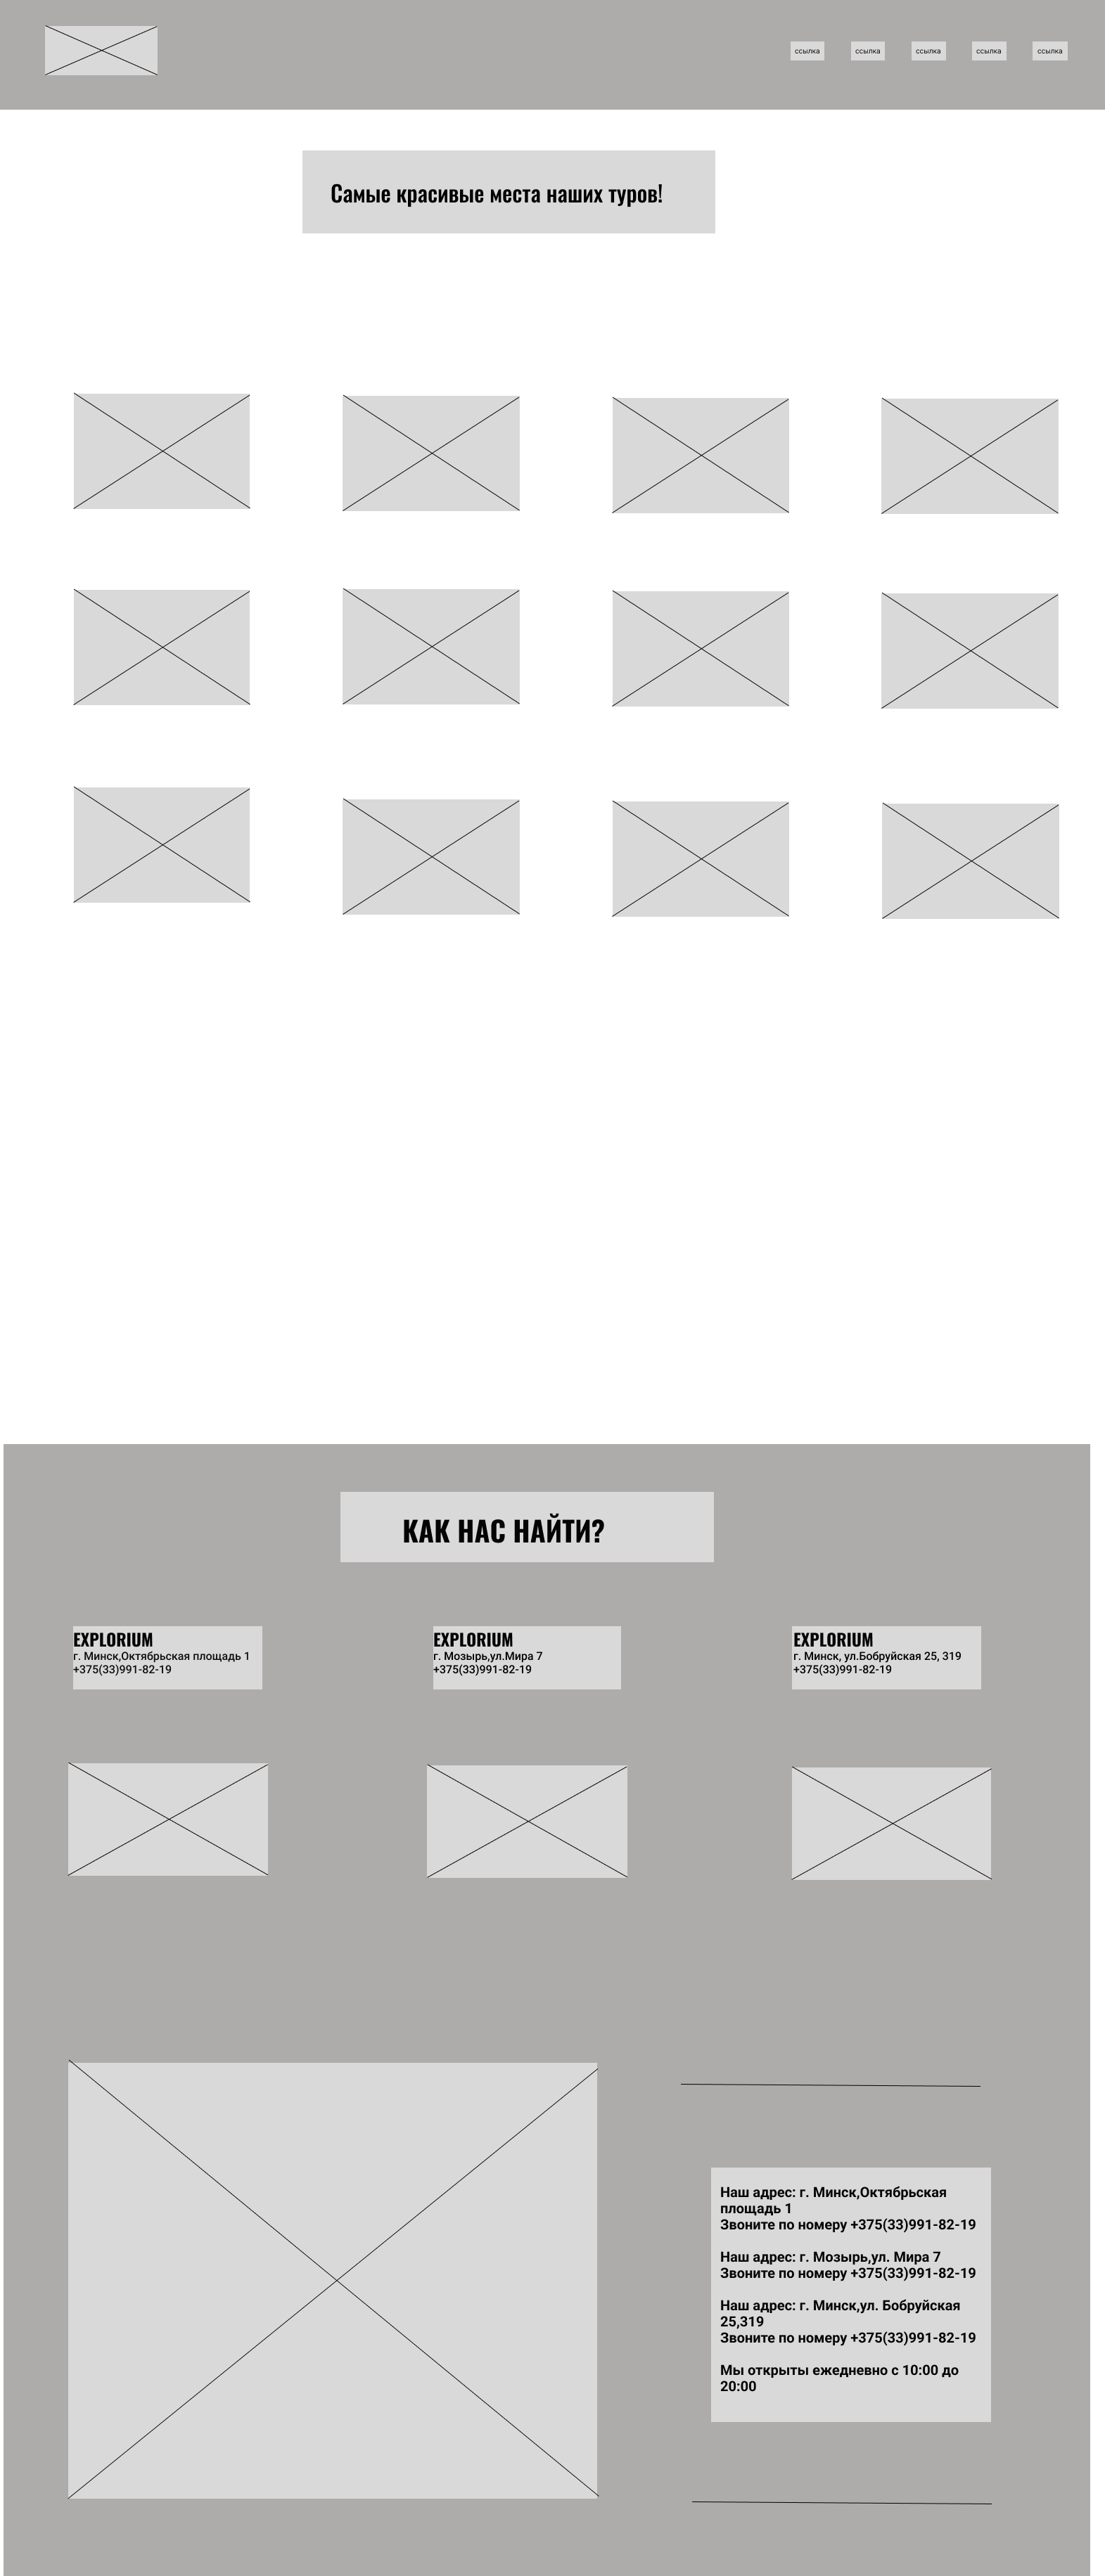 ссылка ссылка ссылка ссылка ссылка
Самые красивые места наших туров!
КАК НАС НАЙТИ?
EXPLORIUM
г. Минск,Октябрьская площадь 1
+375(33)991-82-19
EXPLORIUM
г. Мозырь,ул.Мира 7
+375(33)991-82-19
EXPLORIUM
г. Минск, ул.Бобруйская 25, 319
+375(33)991-82-19
Наш адрес: г. Минск,Октябрьская
площадь 1
Звоните по номеру +375(33)991-82-19
Наш адрес: г. Мозырь,ул. Мира 7
Звоните по номеру +375(33)991-82-19
Наш адрес: г. Минск,ул. Бобруйская
25,319
Звоните по номеру +375(33)991-82-19
Мы открыты ежедневно с 10:00 до
20:00